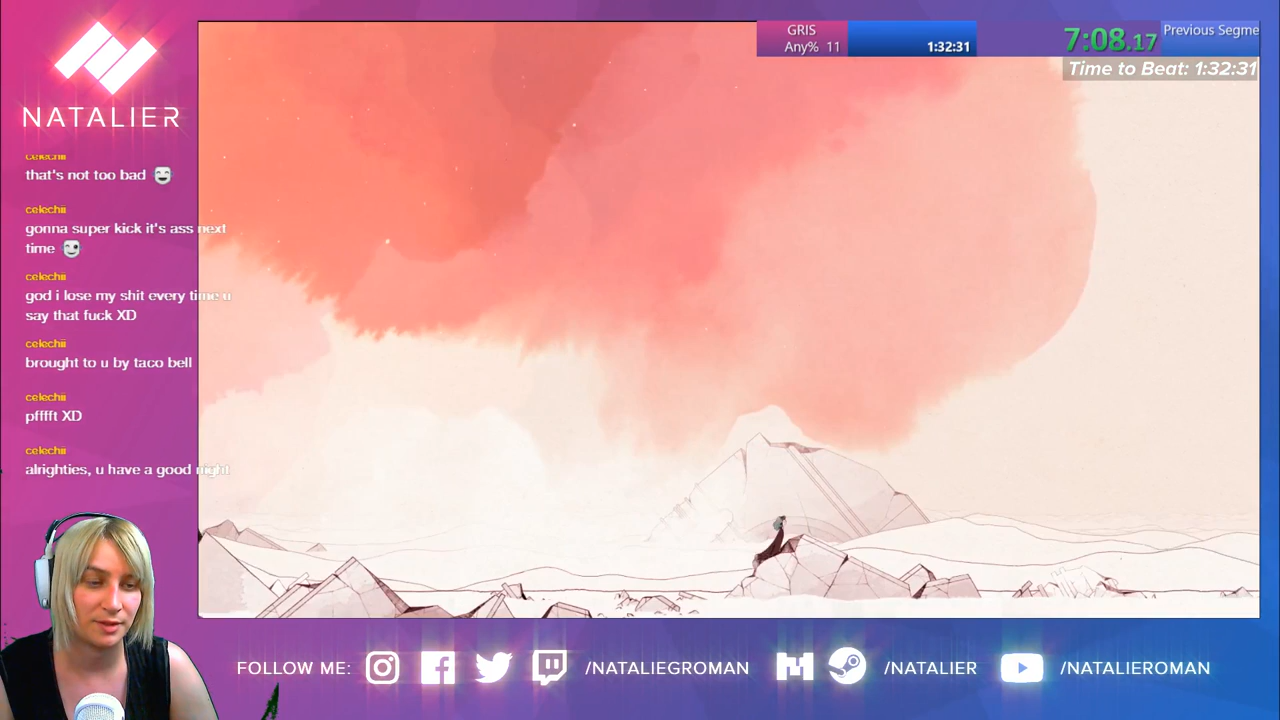 GRIS
Any% 11
1:32:31
7:08.17
Previous Segme
Time to Beat: 1:32:31
NATALIER
celechii
that's not too bad
celechii
gonna super kick it's ass next
time
celechii
god i lose my shit every time u
say that fuck XD
celechii
brought to u by taco bell
celechii
pfffft XD
celechii
alrighties, u have a good night
FOLLOW ME:
/NATALIEGROMAN
/NATALIER
/NATALIEROMAN